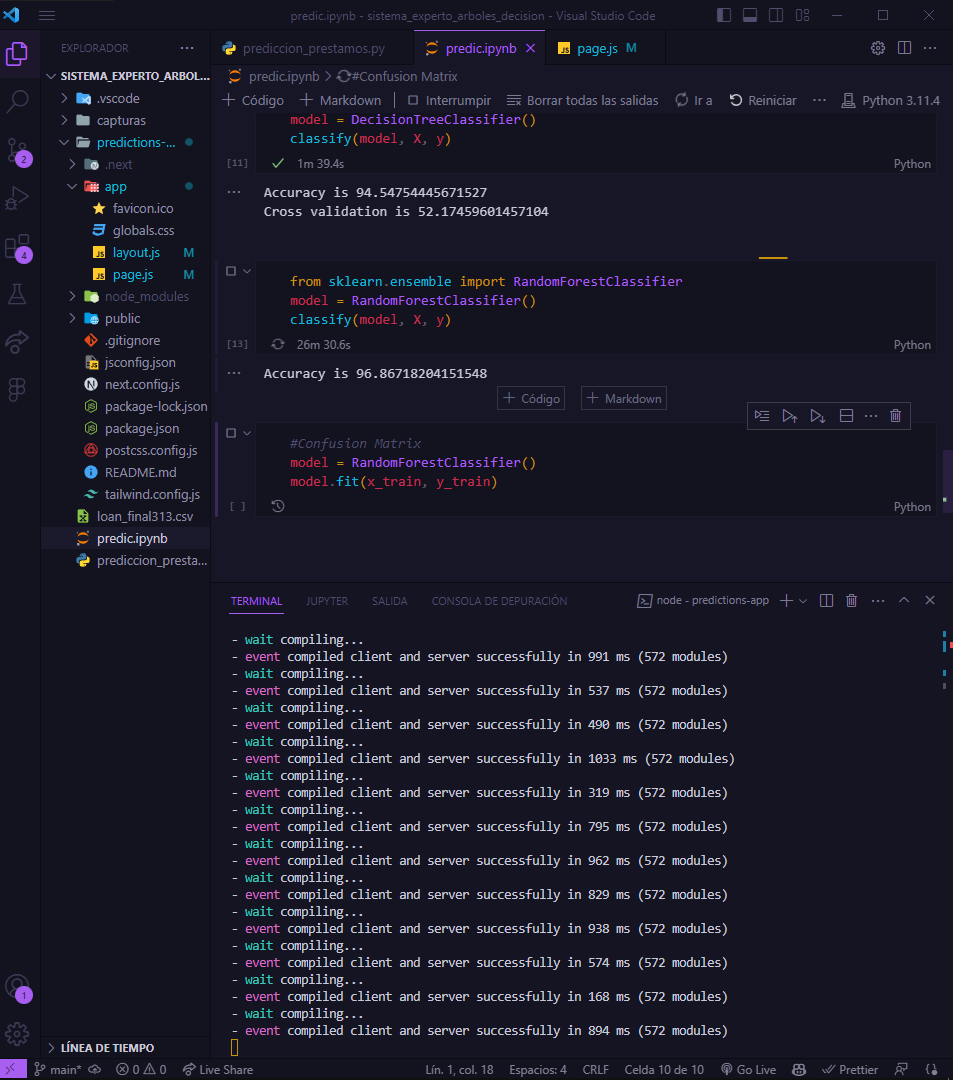 predic.ipynb - sistema_experto_arboles_decision - Visual Studio Code
EXPLORADOR
SISTEMA_EXPERTO_ARBOL...
.vscode
capturas
predictions-...
.next
app
favicon.ico
globals.css
layout.js M
page.js M
node_modules
public
.gitignore
jsconfig.json
next.config.js
package-lock.json
package.json
postcss.config.js
README.md
tailwind.config.js
loan_final313.csv
predic.ipynb
prediccion_presta...
LÍNEA DE TIEMPO
2
4
1
prediccion_prestamos.py
predic.ipynb
page.js M
predic.ipynb > #Confusion Matrix
+ Código + Markdown | Interrumpir Borrar todas las salidas Ir a Reiniciar ... Python 3.11.4
model = DecisionTreeClassifier()
classify(model, X, y)
[11] 1m 39.4s Python
Accuracy is 94.54754445671527
Cross validation is 52.17459601457104
from sklearn.ensemble import RandomForestClassifier
model = RandomForestClassifier()
classify(model, X, y)
[13] 26m 30.6s Python
Accuracy is 96.86718204151548
+ Código + Markdown
#Confusion Matrix
model = RandomForestClassifier()
model.fit(x_train, y_train)
[ ] Python
TERMINAL JUPYTER SALIDA CONSOLA DE DEPURACIÓN node - predictions-app
- wait compiling...
- event compiled client and server successfully in 991 ms (572 modules)
- wait compiling...
- event compiled client and server successfully in 537 ms (572 modules)
- wait compiling...
- event compiled client and server successfully in 490 ms (572 modules)
- wait compiling...
- event compiled client and server successfully in 1033 ms (572 modules)
- wait compiling...
- event compiled client and server successfully in 319 ms (572 modules)
- wait compiling...
- event compiled client and server successfully in 795 ms (572 modules)
- wait compiling...
- event compiled client and server successfully in 962 ms (572 modules)
- wait compiling...
- event compiled client and server successfully in 829 ms (572 modules)
- wait compiling...
- event compiled client and server successfully in 938 ms (572 modules)
- wait compiling...
- event compiled client and server successfully in 574 ms (572 modules)
- wait compiling...
- event compiled client and server successfully in 168 ms (572 modules)
- wait compiling...
- event compiled client and server successfully in 894 ms (572 modules)
main* 0 0 Live Share Lín. 1, col. 18 Espacios: 4 CRLF Celda 10 de 10 Go Live Prettier